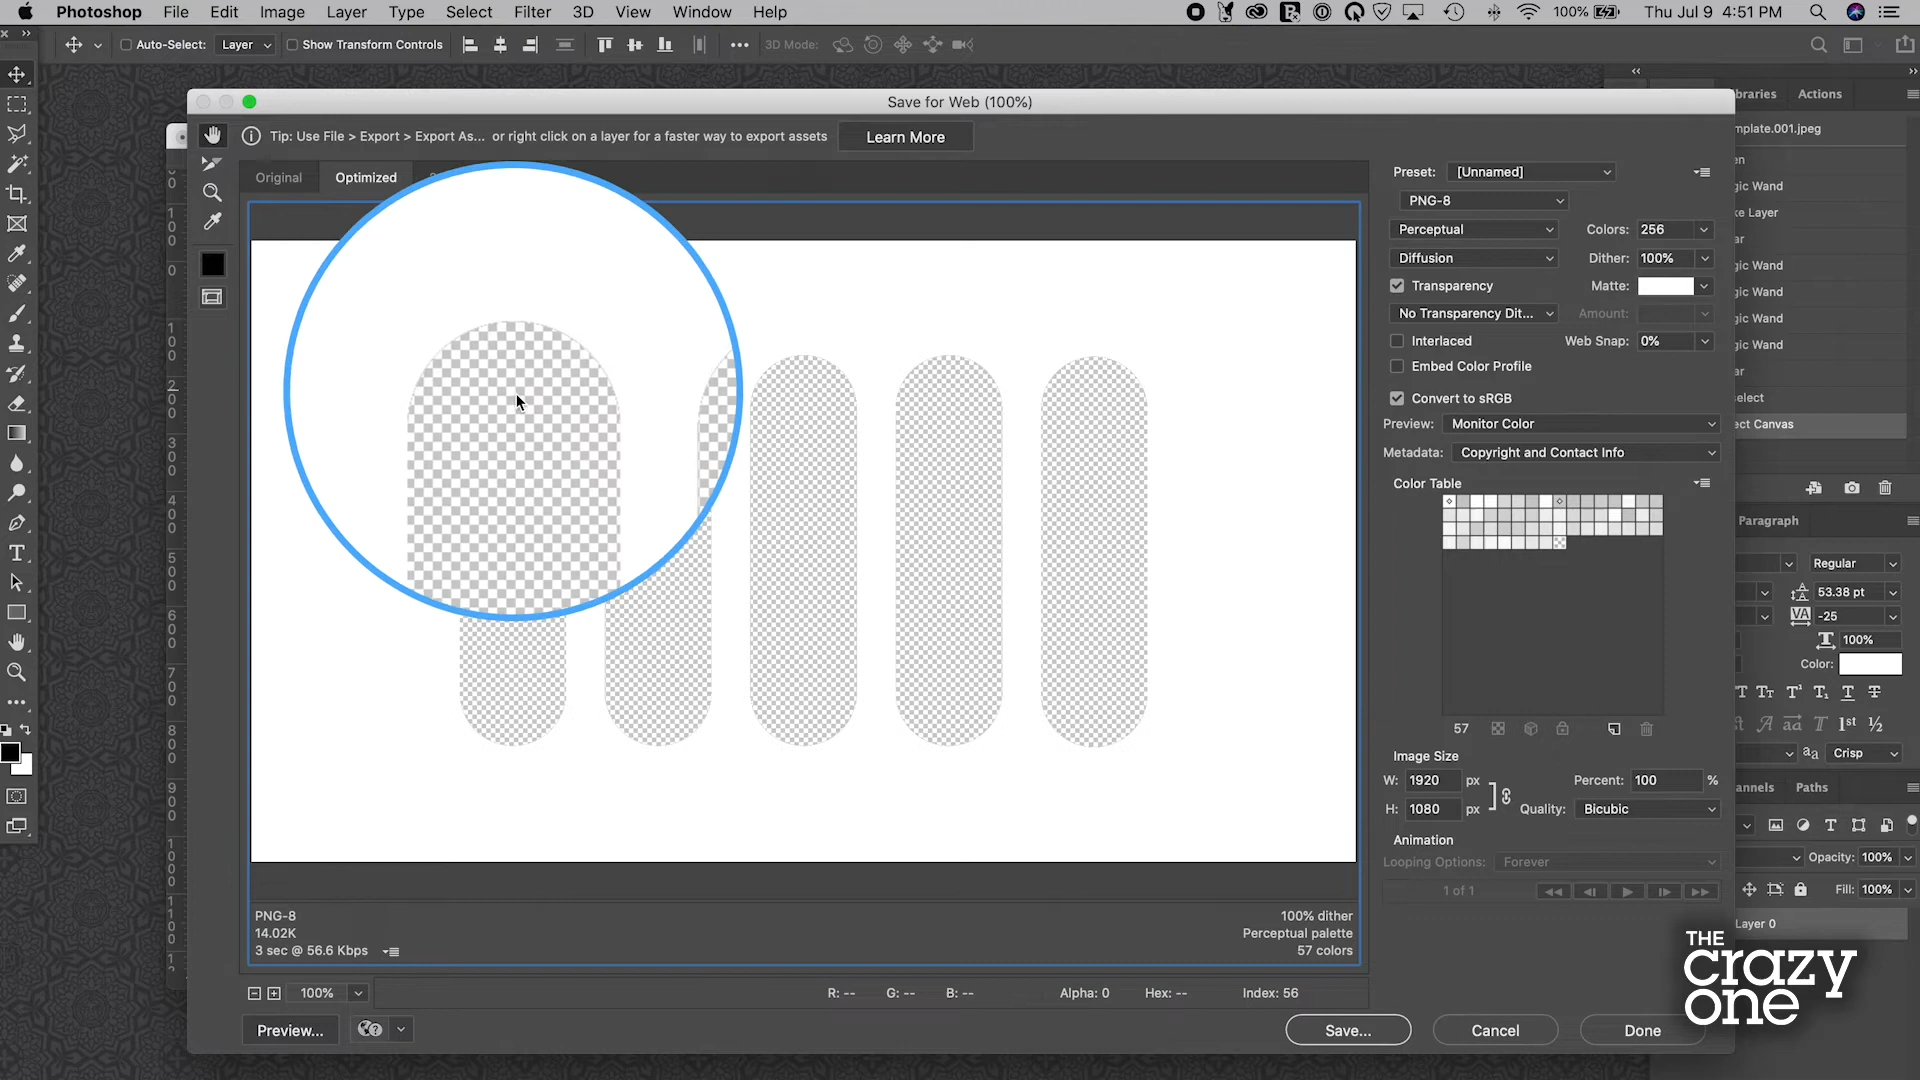 Photoshop File Edit Image Layer Type Select Filter 3D View Window Help 100% Thu Jul 9 4:51 PM
Auto-Select: Layer Show Transform Controls 3D Mode:
Save for Web (100%)
braries Actions
Tip: Use File > Export > Export As... or right click on a layer for a faster way to export assets Learn More
mplate.001.jpeg
Original Optimized
Preset: [Unnamed]
PNG-8
Perceptual Colors: 256
Diffusion Dither: 100%
Transparency Matte:
No Transparency Dit... Amount:
Interlaced Web Snap: 0%
Embed Color Profile
Convert to sRGB
Preview: Monitor Color
Metadata: Copyright and Contact Info
Color Table
57
Image Size
W: 1920 px Percent: 100 %
H: 1080 px Quality: Bicubic
Animation
Looping Options: Forever
1 of 1
en
gic Wand
ke Layer
ar
gic Wand
gic Wand
gic Wand
gic Wand
ar
select
ect Canvas
Paragraph
Regular
53.38 pt
-25
100%
Color:
1st ½
aa Crisp
annels Paths
Opacity: 100%
Fill: 100%
Layer 0
PNG-8
14.02K
3 sec @ 56.6 Kbps
100% dither
Perceptual palette
57 colors
100% R: -- G: -- B: -- Alpha: 0 Hex: -- Index: 56
Preview... Save... Cancel Done
THE
crazy
one